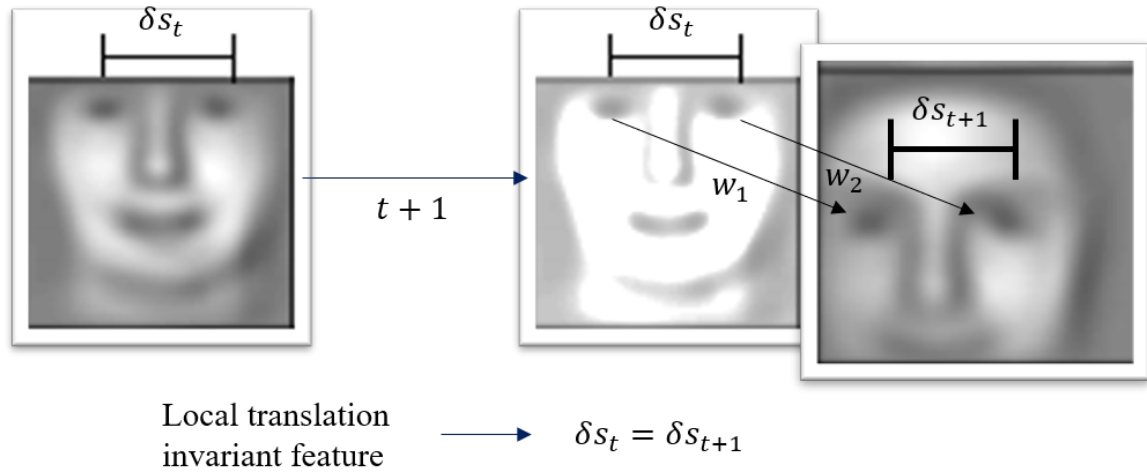 δs_t
δs_t
δs_{t+1}
t + 1
w_1
w_2
Local translation
invariant feature
δs_t = δs_{t+1}